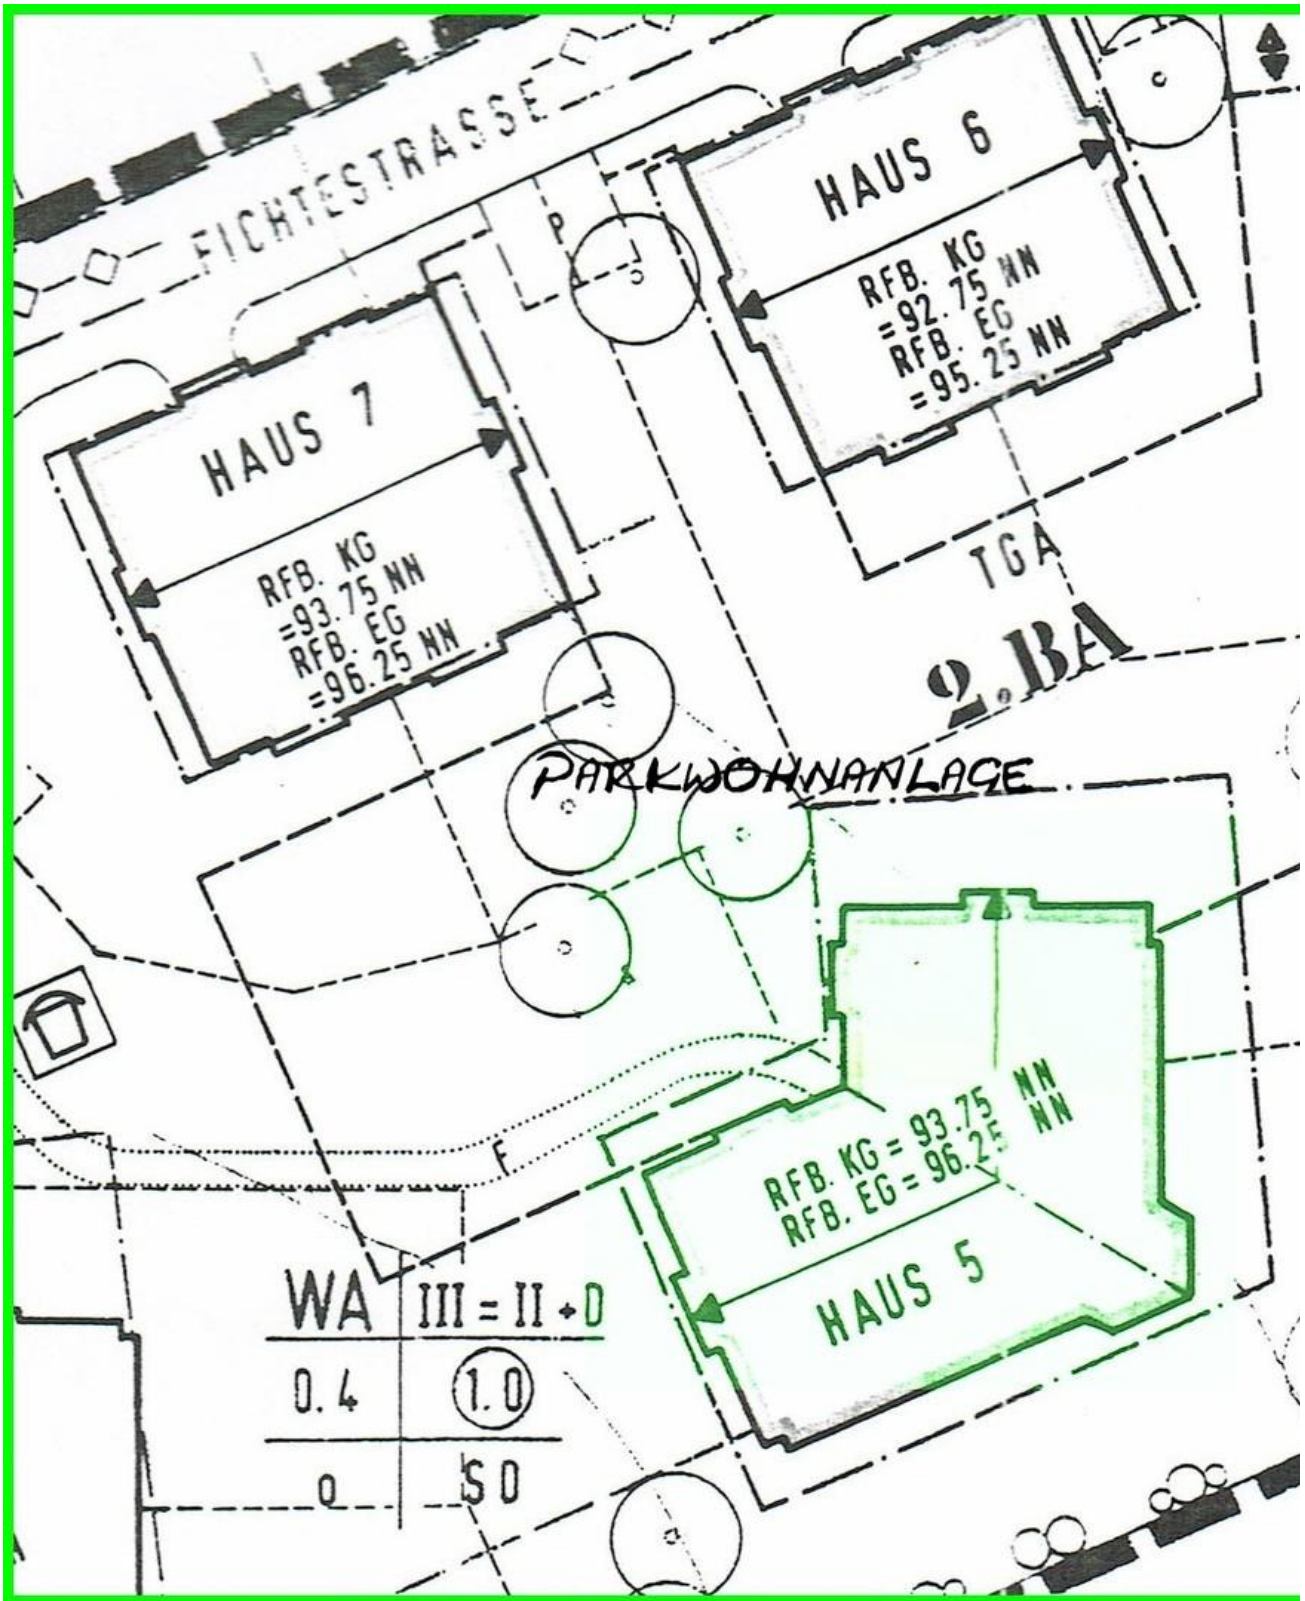 FICHTESTRASSE
P
HAUS 6
RFB. KG
=92.75 NN
RFB. EG
=95.25 NN
HAUS 7
RFB. KG
=93.75 NN
RFB. EG
=96.25 NN
TGA
2.BA
PARKWOHNANLAGE
F
RFB. KG = 93.75 NN
RFB. EG = 96.25 NN
HAUS 5
WA III = II + D
0.4 1.0
o SD